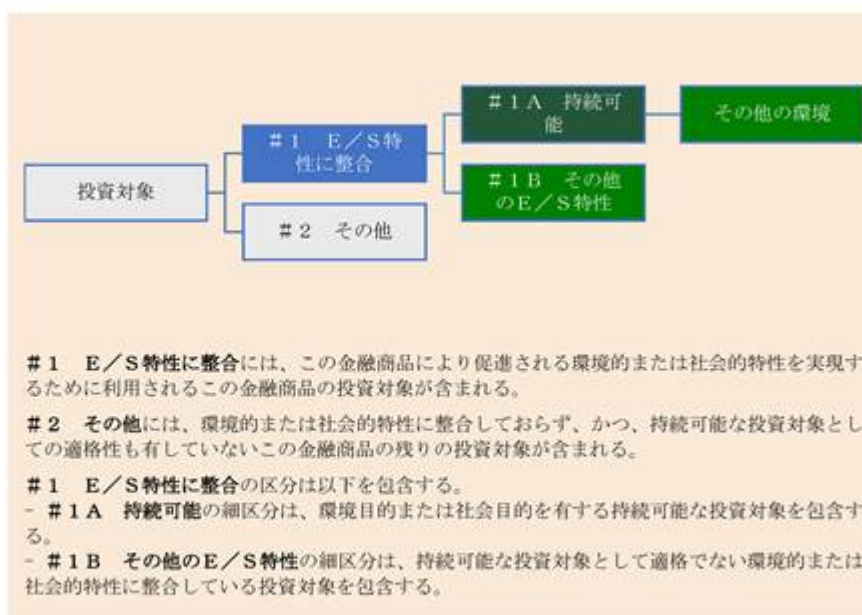 #1A 持続可
能
その他の環境
#1 E/S特
性に整合
投資対象
#1B その他
のE/S特性
#2 その他
#1 E/S特性に整合には、この金融商品により促進される環境的または社会的特性を実現す
るために利用されるこの金融商品の投資対象が含まれる。
#2 その他には、環境的または社会的特性に整合しておらず、かつ、持続可能な投資対象とし
ての適格性も有していないこの金融商品の残りの投資対象が含まれる。
#1 E/S特性に整合の区分は以下を包含する。
- #1A 持続可能の細区分は、環境目的または社会目的を有する持続可能な投資対象を包含す
る。
- #1B その他のE/S特性の細区分は、持続可能な投資対象として適格でない環境的または
社会的特性に整合している投資対象を包含する。